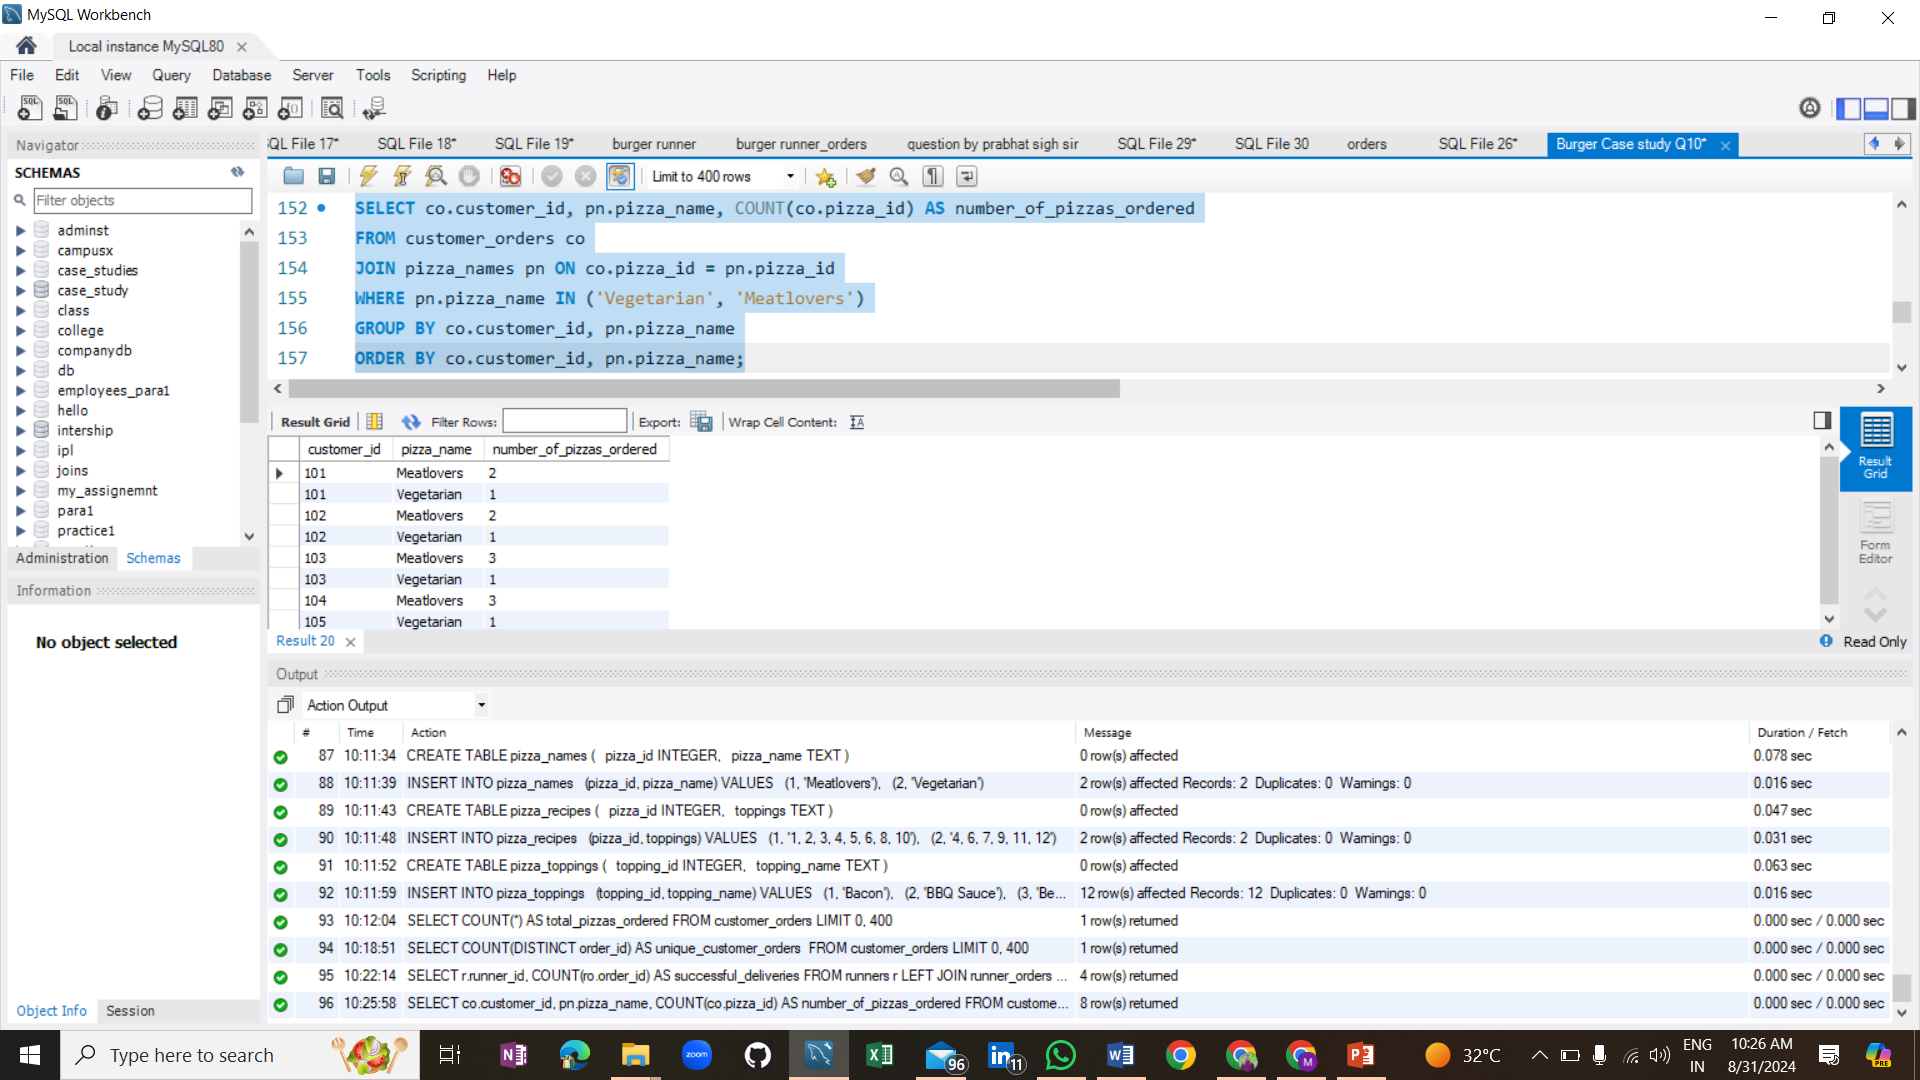 MySQL Workbench
Local instance MySQL80
File Edit View Query Database Server Tools Scripting Help
Navigator
SQL File 17* SQL File 18* SQL File 19* burger runner burger runner_orders question by prabhat sigh sir SQL File 29* SQL File 30 orders SQL File 26* Burger Case study Q10*
SCHEMAS
Limit to 400 rows
Filter objects
adminst
campusx
case_studies
case_study
class
college
companydb
db
employees_para1
hello
intership
ipl
joins
my_assignemnt
para1
practice1
Administration Schemas
Information
No object selected
Object Info Session
152 SELECT co.customer_id, pn.pizza_name, COUNT(co.pizza_id) AS number_of_pizzas_ordered
153 FROM customer_orders co
154 JOIN pizza_names pn ON co.pizza_id = pn.pizza_id
155 WHERE pn.pizza_name IN ('Vegetarian', 'Meatlovers')
156 GROUP BY co.customer_id, pn.pizza_name
157 ORDER BY co.customer_id, pn.pizza_name;
Result Grid Filter Rows: Export: Wrap Cell Content:
customer_id pizza_name number_of_pizzas_ordered
101 Meatlovers 2
101 Vegetarian 1
102 Meatlovers 2
102 Vegetarian 1
103 Meatlovers 3
103 Vegetarian 1
104 Meatlovers 3
105 Vegetarian 1
Result Grid
Form Editor
Result 20
Read Only
Output
Action Output
# Time Action Message Duration / Fetch
87 10:11:34 CREATE TABLE pizza_names ( pizza_id INTEGER, pizza_name TEXT ) 0 row(s) affected 0.078 sec
88 10:11:39 INSERT INTO pizza_names (pizza_id, pizza_name) VALUES (1, 'Meatlovers'), (2, 'Vegetarian') 2 row(s) affected Records: 2 Duplicates: 0 Warnings: 0 0.016 sec
89 10:11:43 CREATE TABLE pizza_recipes ( pizza_id INTEGER, toppings TEXT ) 0 row(s) affected 0.047 sec
90 10:11:48 INSERT INTO pizza_recipes (pizza_id, toppings) VALUES (1, '1, 2, 3, 4, 5, 6, 8, 10'), (2, '4, 6, 7, 9, 11, 12') 2 row(s) affected Records: 2 Duplicates: 0 Warnings: 0 0.031 sec
91 10:11:52 CREATE TABLE pizza_toppings ( topping_id INTEGER, topping_name TEXT ) 0 row(s) affected 0.063 sec
92 10:11:59 INSERT INTO pizza_toppings (topping_id, topping_name) VALUES (1, 'Bacon'), (2, 'BBQ Sauce'), (3, 'Be... 12 row(s) affected Records: 12 Duplicates: 0 Warnings: 0 0.016 sec
93 10:12:04 SELECT COUNT(*) AS total_pizzas_ordered FROM customer_orders LIMIT 0, 400 1 row(s) returned 0.000 sec / 0.000 sec
94 10:18:51 SELECT COUNT(DISTINCT order_id) AS unique_customer_orders FROM customer_orders LIMIT 0, 400 1 row(s) returned 0.000 sec / 0.000 sec
95 10:22:14 SELECT r.runner_id, COUNT(ro.order_id) AS successful_deliveries FROM runners r LEFT JOIN runner_orders ... 4 row(s) returned 0.000 sec / 0.000 sec
96 10:25:58 SELECT co.customer_id, pn.pizza_name, COUNT(co.pizza_id) AS number_of_pizzas_ordered FROM custome... 8 row(s) returned 0.000 sec / 0.000 sec
Type here to search
zoom
96
11
32°C
ENG
IN
10:26 AM
8/31/2024
PRE